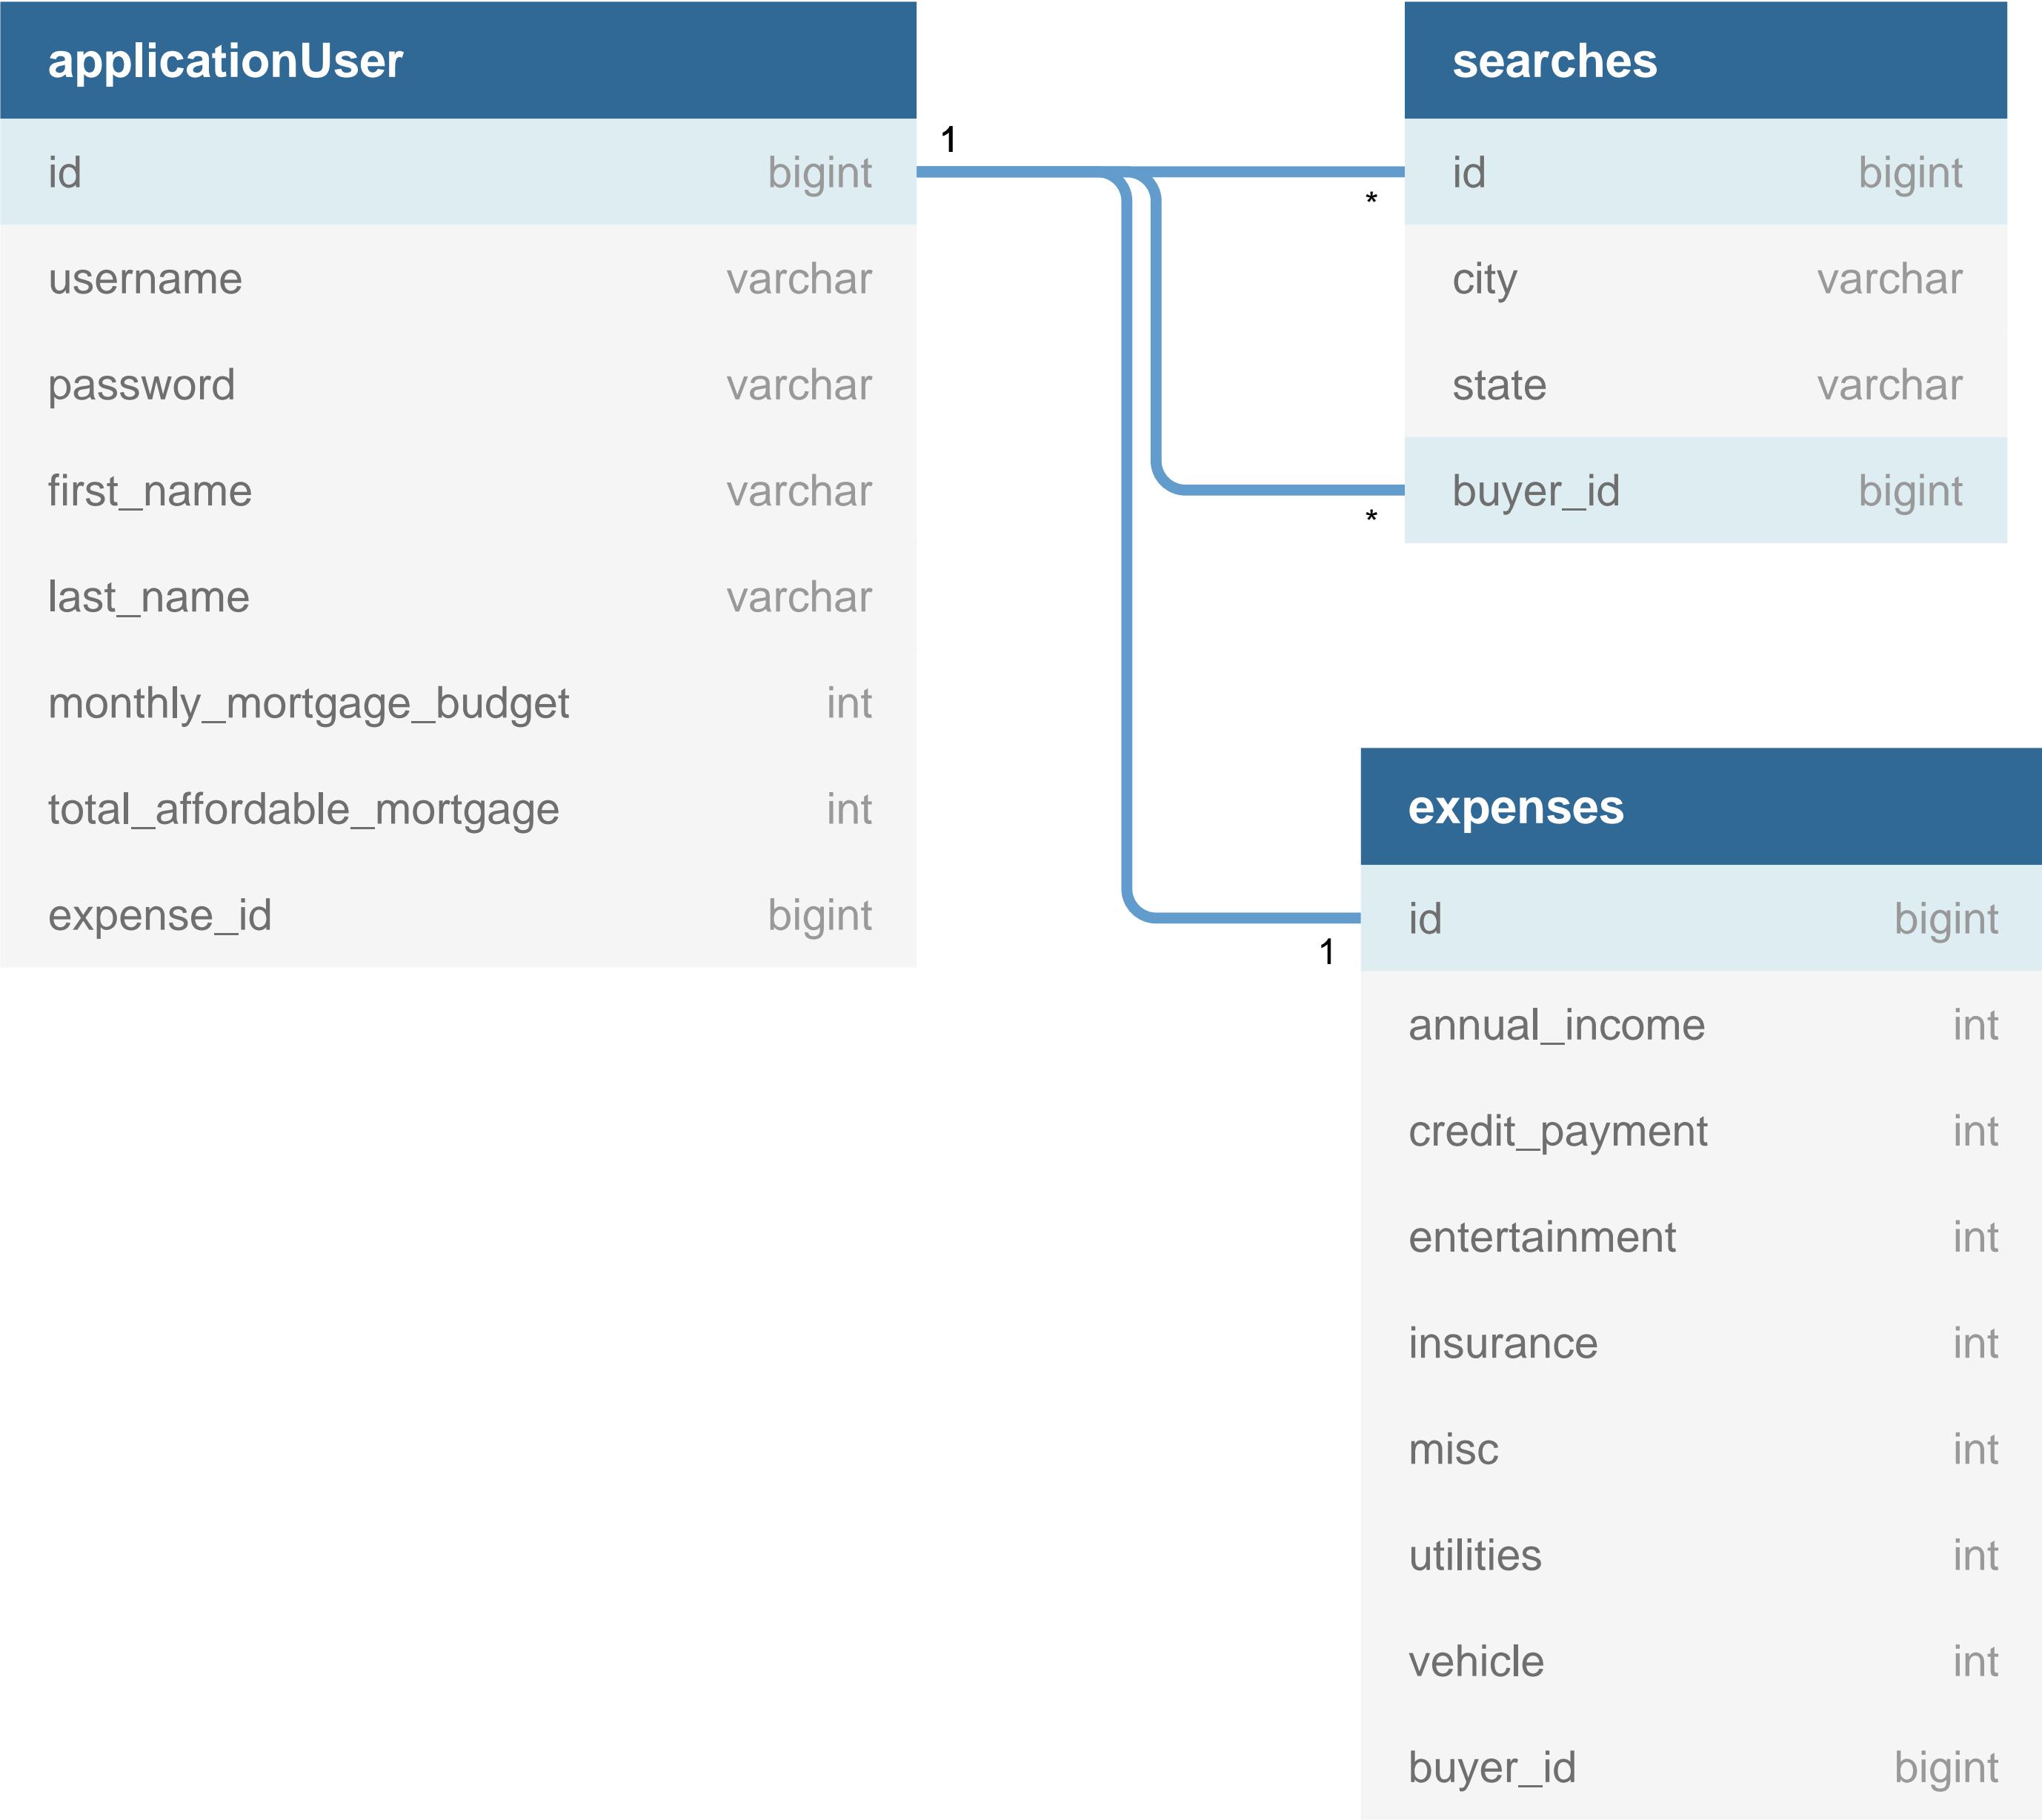 applicationUser
id bigint
username varchar
password varchar
first_name varchar
last_name varchar
monthly_mortgage_budget int
total_affordable_mortgage int
expense_id bigint
1
*
*
1
searches
id bigint
city varchar
state varchar
buyer_id bigint
expenses
id bigint
annual_income int
credit_payment int
entertainment int
insurance int
misc int
utilities int
vehicle int
buyer_id bigint